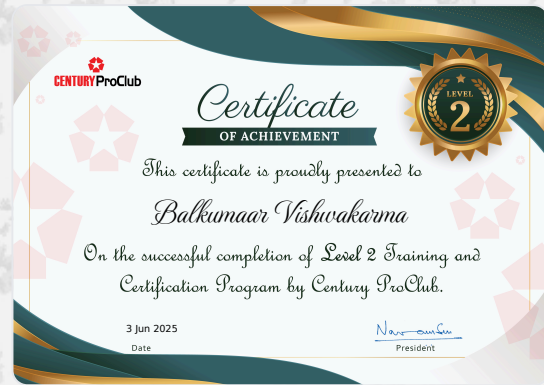 CENTURY ProClub
LEVEL
2
Certificate
OF ACHIEVEMENT
This certificate is proudly presented to
Balkumaar Vishwakarma
On the successful completion of Level 2 Training and
Certification Program by Century ProClub.
3 Jun 2025
Date
President